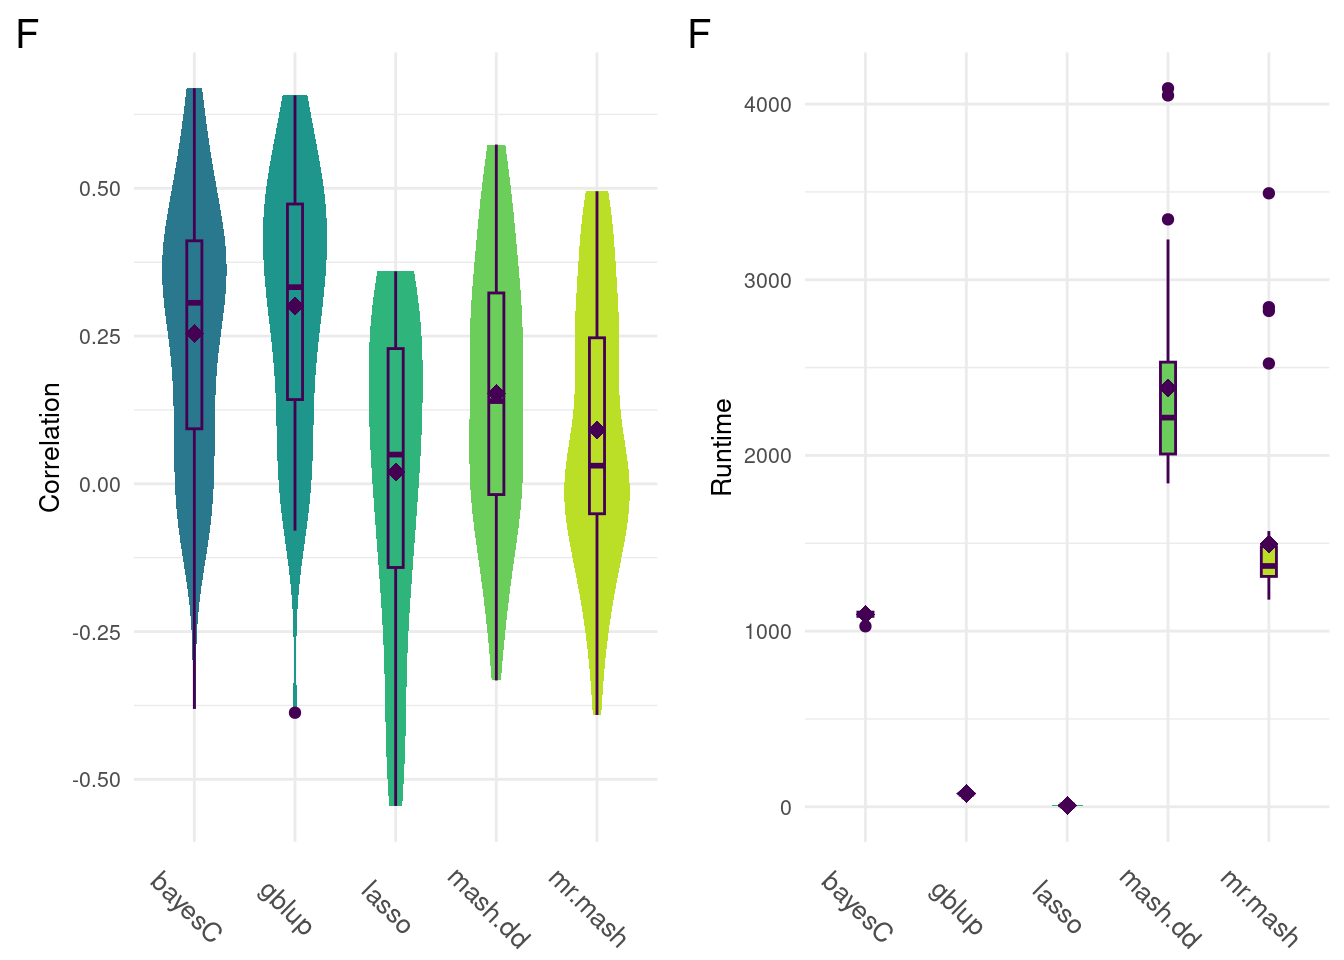 F
Correlation
0.50
0.25
0.00
-0.25
-0.50
bayesC
gblup
lasso
mash.dd
mr.mash
F
Runtime
4000
3000
2000
1000
0
bayesC
gblup
lasso
mash.dd
mr.mash